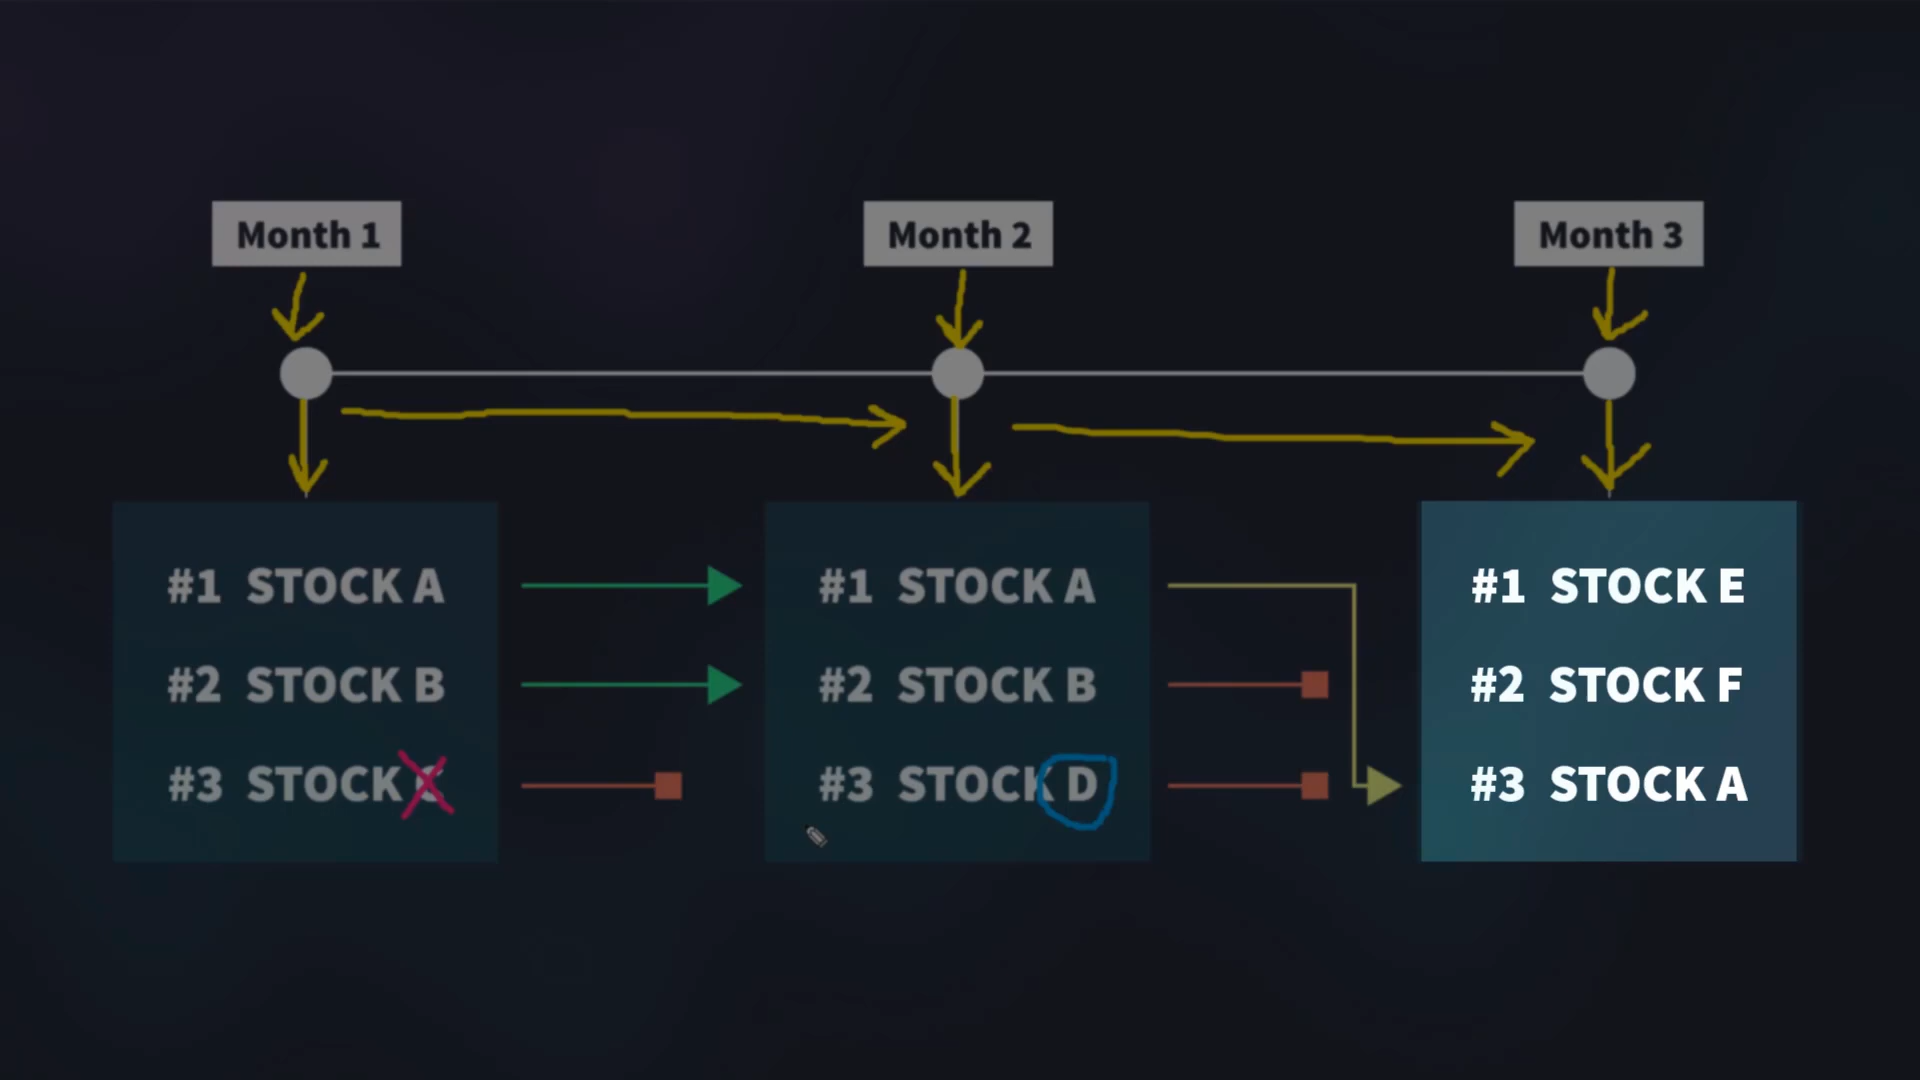 Month 1
Month 2
Month 3
#1 STOCK A
#2 STOCK B
#3 STOCK C
#1 STOCK A
#2 STOCK B
#3 STOCK D
#1 STOCK E
#2 STOCK F
#3 STOCK A